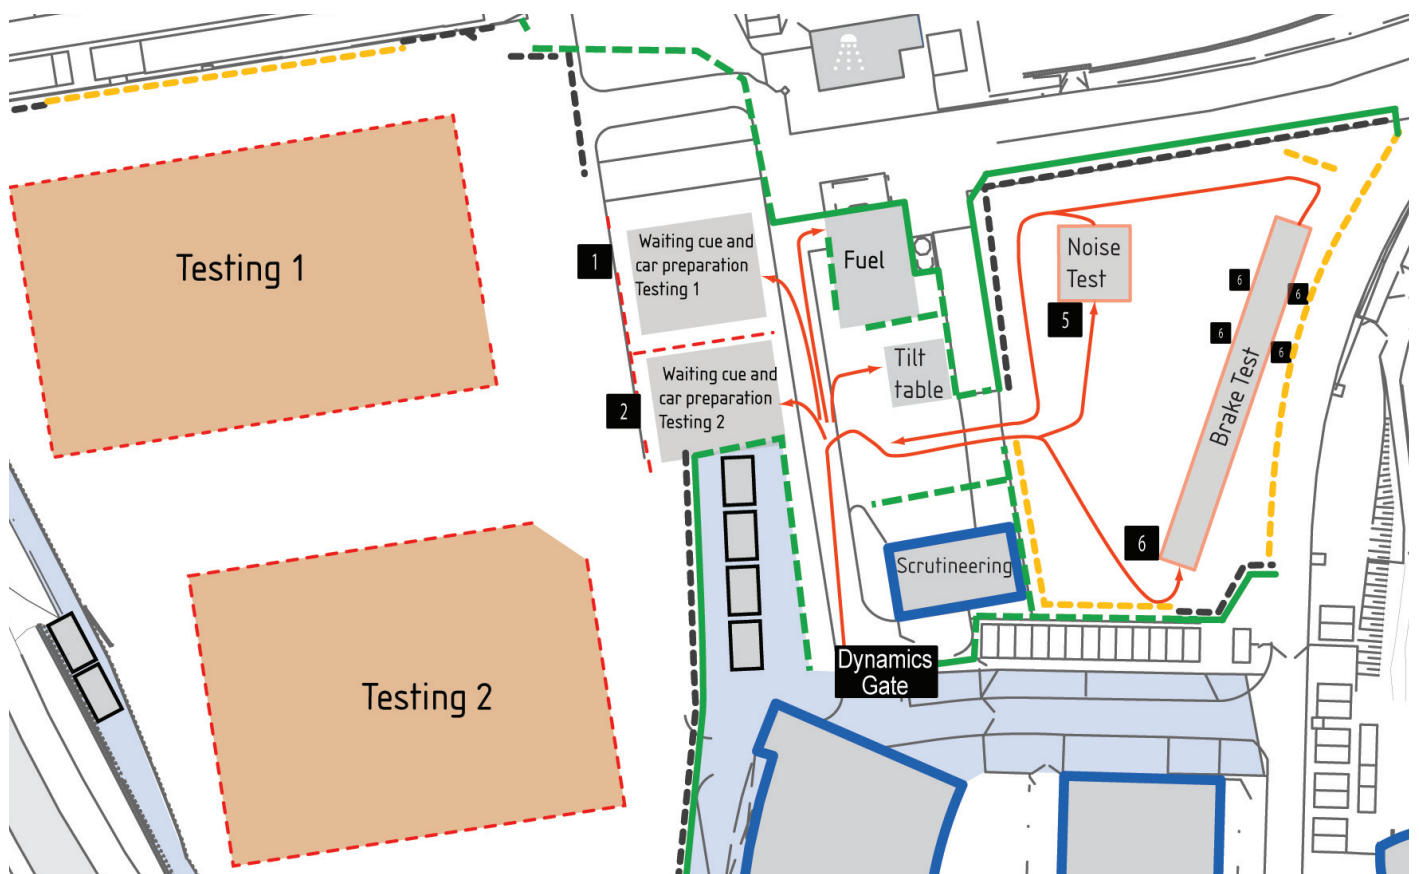 Testing 1
1
Waiting cue and
car preparation
Testing 1
Fuel
Noise
Test
5
6
6
6
6
Brake Test
Tilt
table
2
Waiting cue and
car preparation
Testing 2
6
Scrutineering
Dynamics
Gate
Testing 2